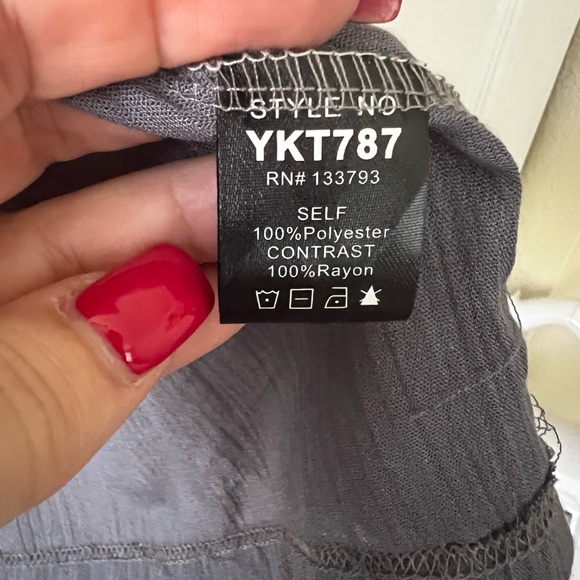 STYLE NO
YKT787
RN# 133793
SELF
100%Polyester
CONTRAST
100%Rayon